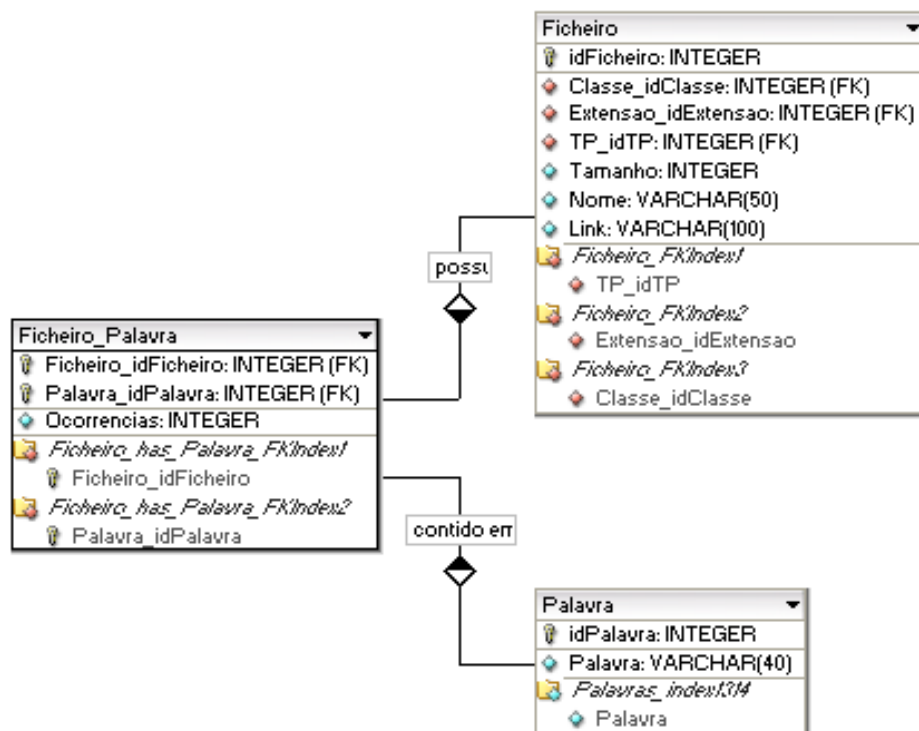 Ficheiro
idFicheiro: INTEGER
Classe_idClasse: INTEGER (FK)
Extensao_idExtensao: INTEGER (FK)
TP_idTP: INTEGER (FK)
Tamanho: INTEGER
Nome: VARCHAR(50)
Link: VARCHAR(100)
Ficheiro_FKIndex1
TP_idTP
Ficheiro_FKIndex2
Extensao_idExtensao
Ficheiro_FKIndex3
Classe_idClasse
possu
Ficheiro_Palavra
Ficheiro_idFicheiro: INTEGER (FK)
Palavra_idPalavra: INTEGER (FK)
Ocorrencias: INTEGER
Ficheiro_has_Palavra_FKIndex1
Ficheiro_idFicheiro
Ficheiro_has_Palavra_FKIndex2
Palavra_idPalavra
contido em
Palavra
idPalavra: INTEGER
Palavra: VARCHAR(40)
Palavras_index1314
Palavra